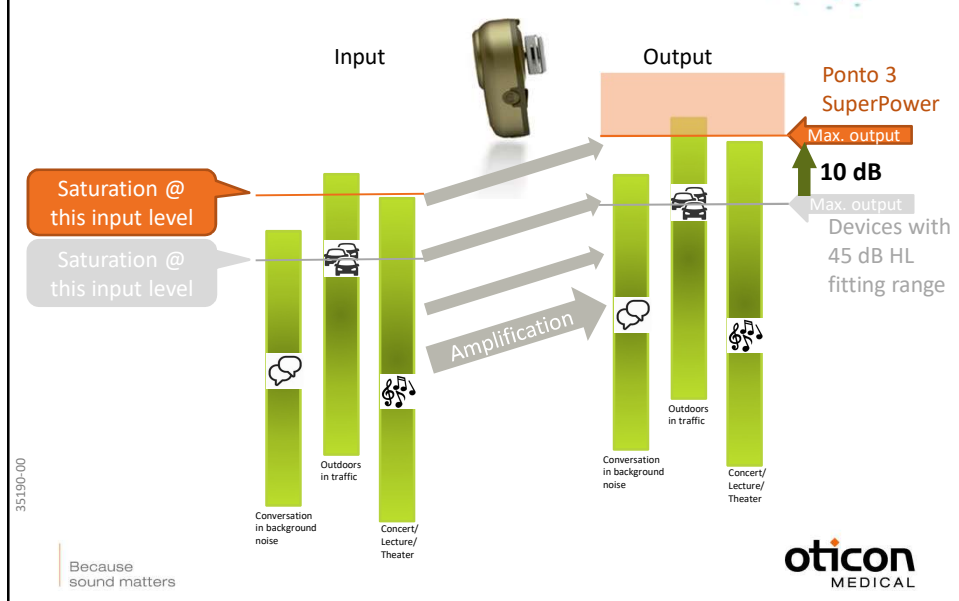 Input
Output
Ponto 3
SuperPower
Max. output
10 dB
Max. output
Devices with
45 dB HL
fitting range
Saturation @
this input level
Saturation @
this input level
Amplification
Outdoors
in traffic
Conversation
in background
noise
Concert/
Lecture/
Theater
Outdoors
in traffic
Conversation
in background
noise
Concert/
Lecture/
Theater
35190-00
Because
sound matters
oticon
MEDICAL